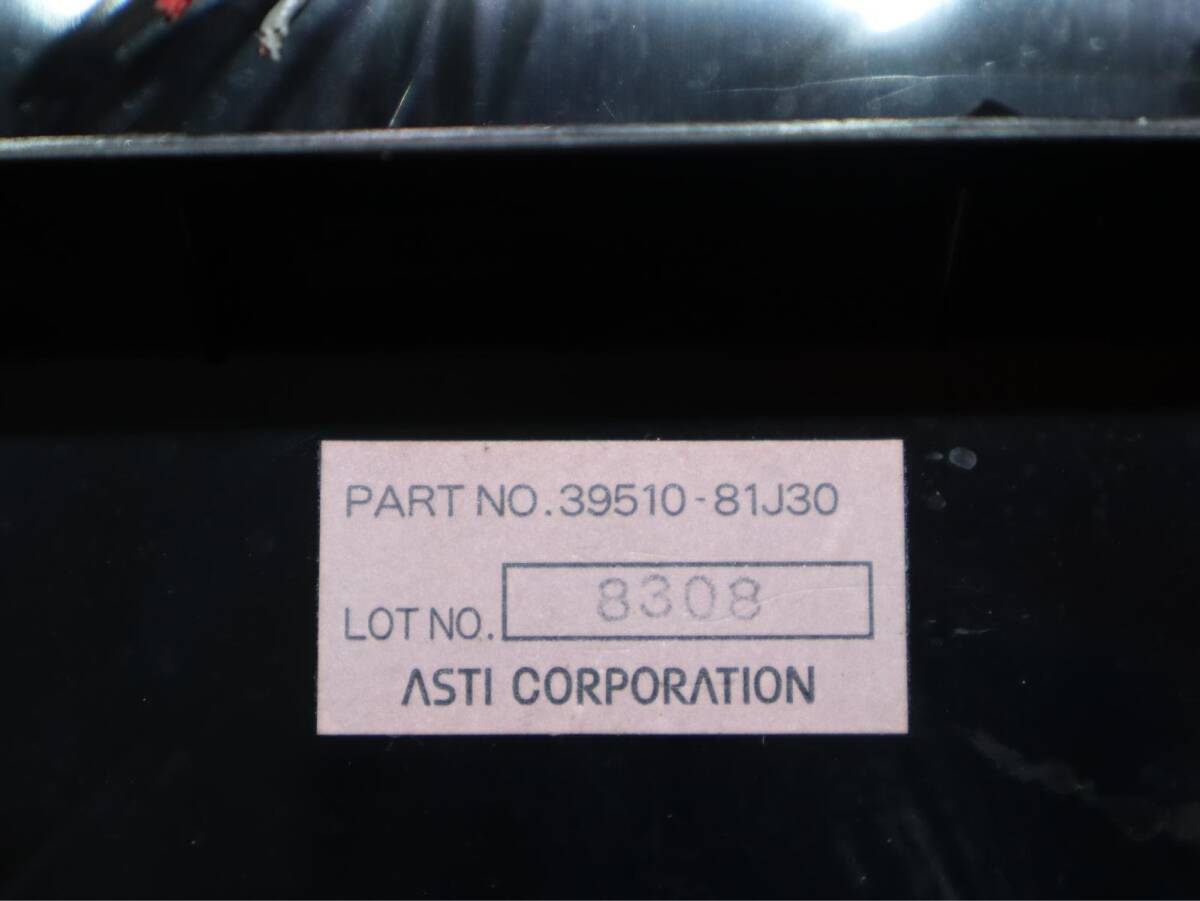 PART NO. 39510-81J30
LOT NO. 8308
ASTI CORPORATION